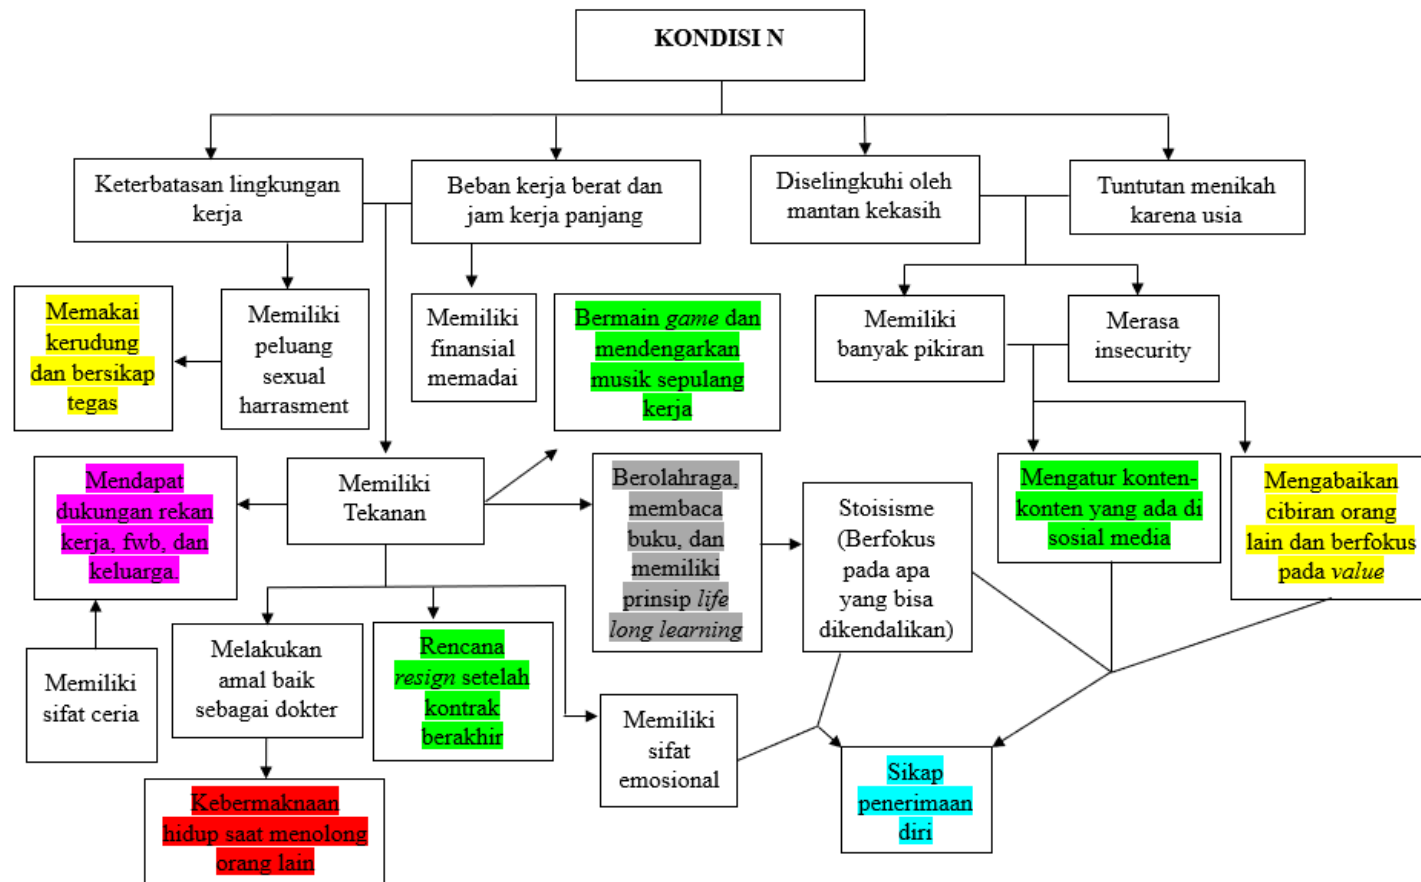 KONDISI N
Keterbatasan lingkungan
kerja
Beban kerja berat dan
jam kerja panjang
Diselingkuhi oleh
mantan kekasih
Tuntutan menikah
karena usia
Memakai
kerudung
dan bersikap
tegas
Memiliki
peluang
sexual
harrasment
Memiliki
finansial
memadai
Bermain game dan
mendengarkan
musik sepulang
kerja
Memiliki
banyak pikiran
Merasa
insecurity
Mendapat
dukungan rekan
kerja, fwb, dan
keluarga.
Memiliki
Tekanan
Berolahraga,
membaca
buku, dan
memiliki
prinsip life
long learning
Stoisisme
(Berfokus
pada apa
yang bisa
dikendalikan)
Mengatur konten-
konten yang ada di
sosial media
Mengabaikan
cibiran orang
lain dan berfokus
pada value
Memiliki
sifat ceria
Melakukan
amal baik
sebagai dokter
Rencana
resign setelah
kontrak
berakhir
Memiliki
sifat
emosional
Sikap
penerimaan
diri
Kebermaknaan
hidup saat menolong
orang lain